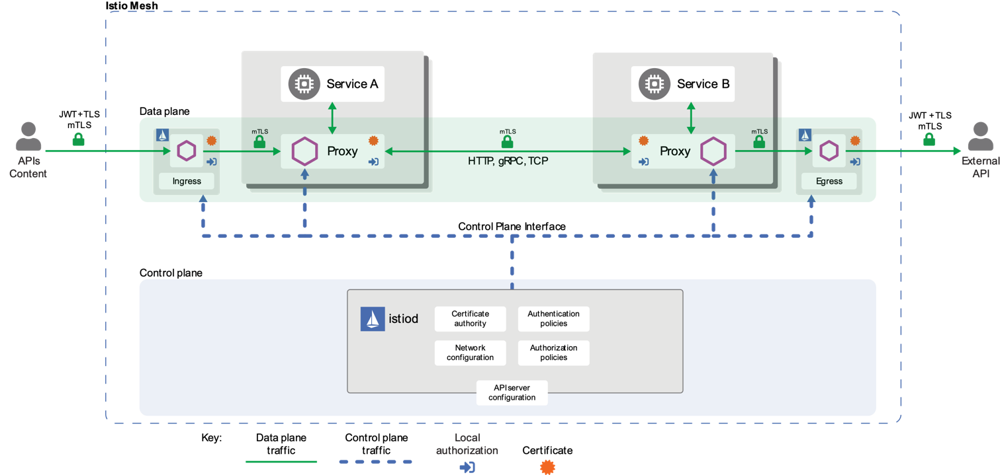 Istio Mesh
Service A
Service B
Data plane
JWT+TLS
mTLS
JWT +TLS
mTLS
mTLS
mTLS
mTLS
Proxy
Proxy
HTTP, gRPC, TCP
APIs
Content
External
API
Ingress
Egress
Control Plane Interface
Control plane
istiod
Certificate
authority
Authentication
policies
Network
configuration
Authorization
policies
API server
configuration
Key:
Data plane
traffic
Control plane
traffic
Local
authorization
Certificate